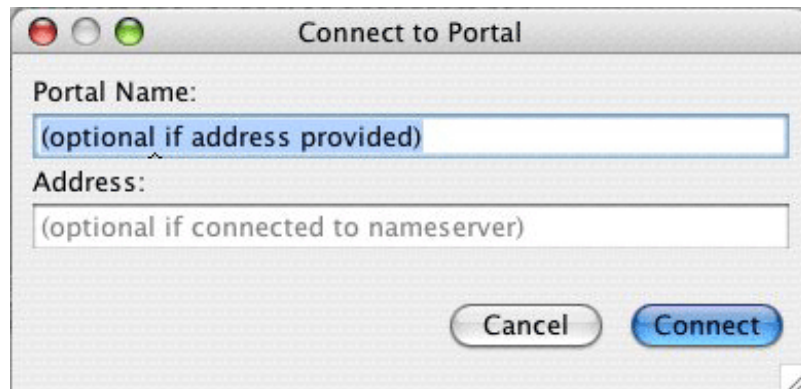 Connect to Portal
Portal Name:
(optional if address provided)
Address:
(optional if connected to nameserver)
Cancel Connect